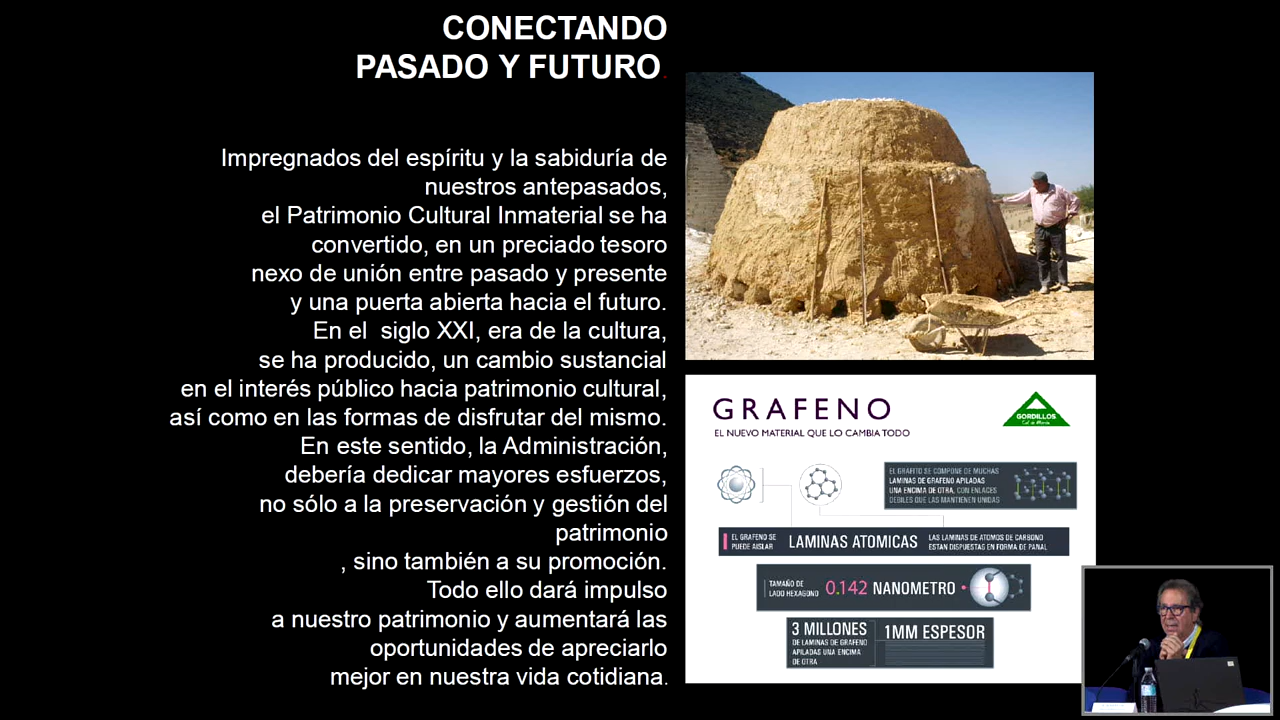 CONECTANDO
PASADO Y FUTURO.
Impregnados del espíritu y la sabiduría de
nuestros antepasados,
el Patrimonio Cultural Inmaterial se ha
convertido, en un preciado tesoro
nexo de unión entre pasado y presente
y una puerta abierta hacia el futuro.
En el siglo XXI, era de la cultura,
se ha producido, un cambio sustancial
en el interés público hacia patrimonio cultural,
así como en las formas de disfrutar del mismo.
En este sentido, la Administración,
debería dedicar mayores esfuerzos,
no sólo a la preservación y gestión del
patrimonio
, sino también a su promoción.
Todo ello dará impulso
a nuestro patrimonio y aumentará las
oportunidades de apreciarlo
mejor en nuestra vida cotidiana.
GRAFENO
EL NUEVO MATERIAL QUE LO CAMBIA TODO
GORDILLOS
Cal de Morón
EL GRAFITO SE COMPONE DE MUCHAS
LAMINAS DE GRAFENO APILADAS
UNA ENCIMA DE OTRA, CON ENLACES
DEBILES QUE LAS MANTIENEN UNIDAS
EL GRAFENO SE
PUEDE AISLAR
LAMINAS ATOMICAS
LAS LAMINAS DE ATOMOS DE CARBONO
ESTAN DISPUESTAS EN FORMA DE PANAL
TAMAÑO DE
LADO HEXAGONO
0.142 NANOMETRO
3 MILLONES
DE LAMINAS DE GRAFENO
APILADAS UNA ENCIMA
DE OTRA
1MM ESPESOR